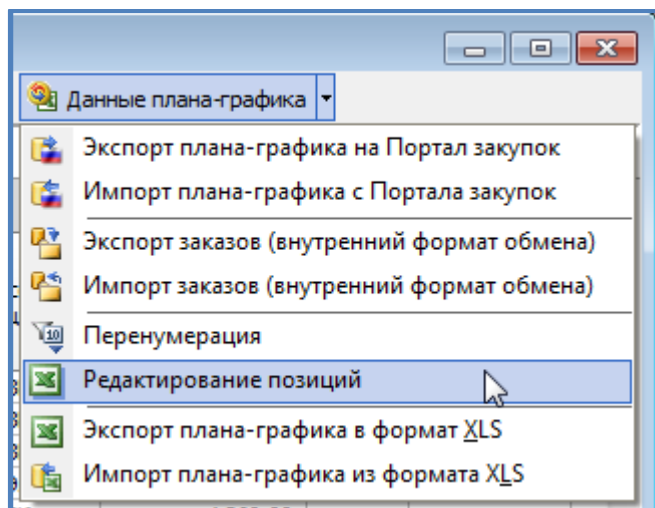 Данные плана-графика
Экспорт плана-графика на Портал закупок
Импорт плана-графика с Портала закупок
Экспорт заказов (внутренний формат обмена)
Импорт заказов (внутренний формат обмена)
Перенумерация
Редактирование позиций
Экспорт плана-графика в формат XLS
Импорт плана-графика из формата XLS